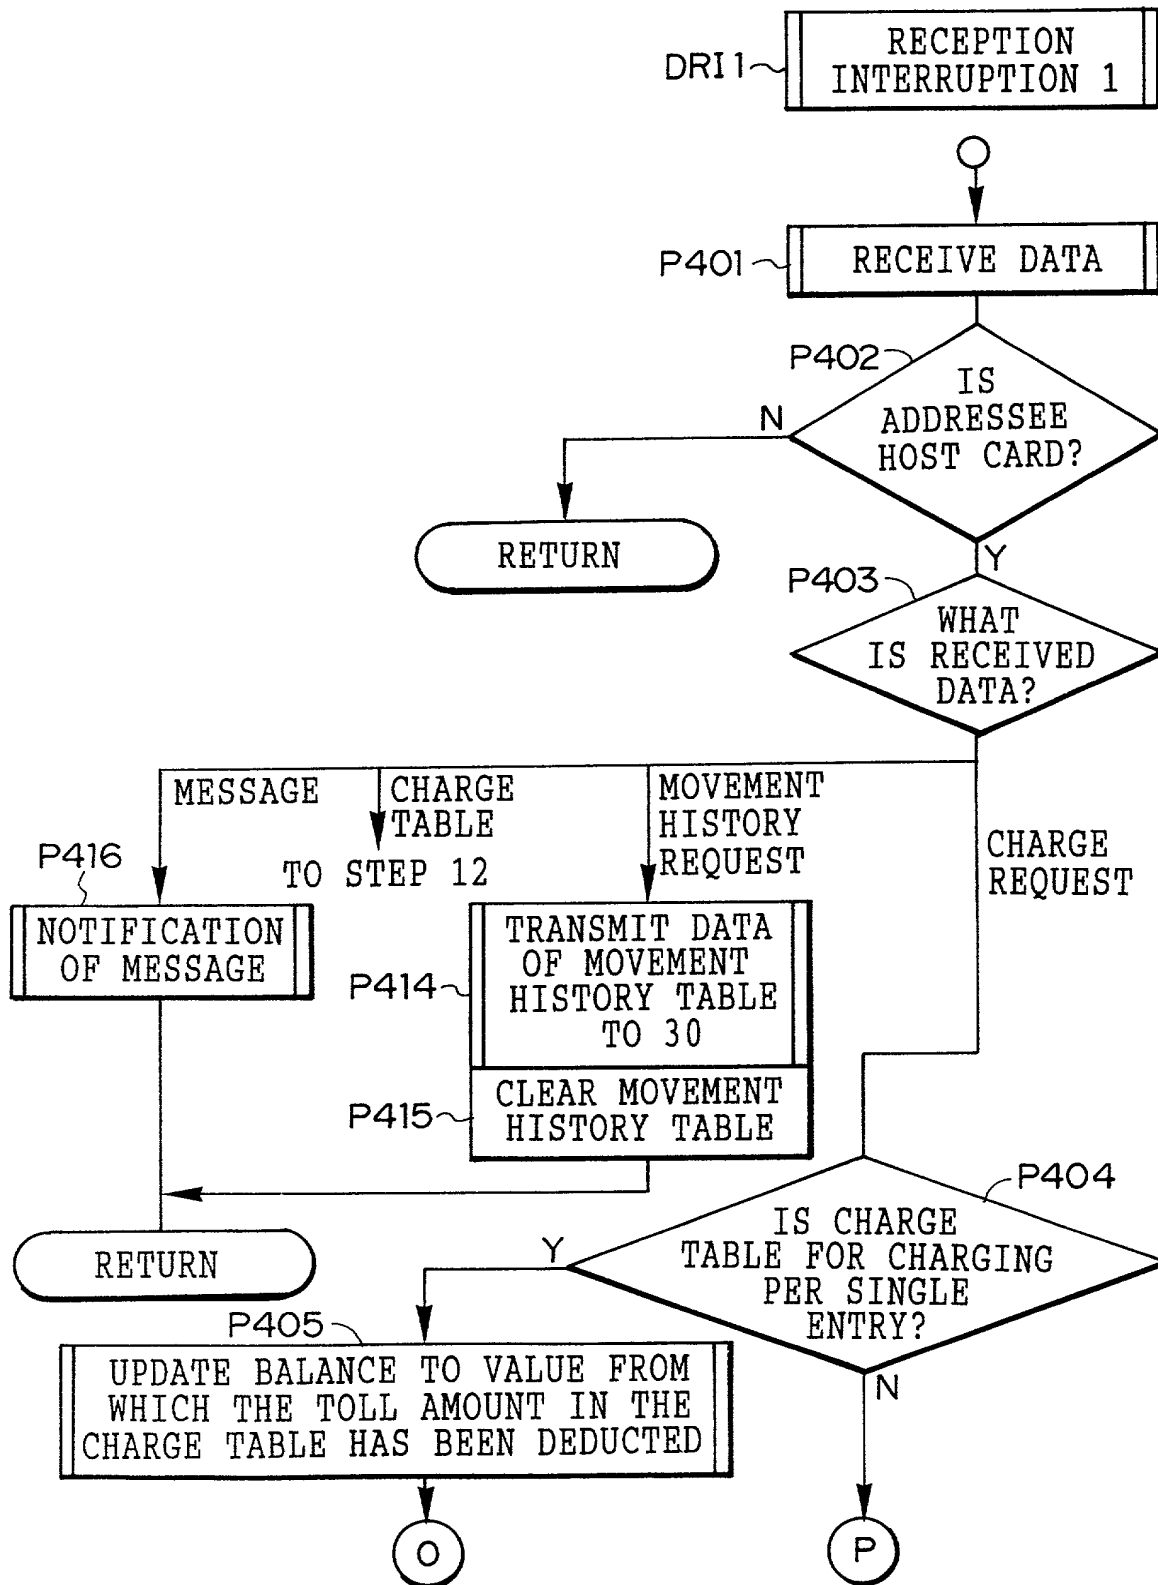 DRI1
RECEPTION
INTERRUPTION 1
P401
RECEIVE DATA
P402
IS
ADDRESSEE
HOST CARD?
N
RETURN
Y
P403
WHAT
IS RECEIVED
DATA?
MESSAGE
CHARGE
TABLE
TO STEP 12
MOVEMENT
HISTORY
REQUEST
CHARGE
REQUEST
P416
NOTIFICATION
OF MESSAGE
P414
TRANSMIT DATA
OF MOVEMENT
HISTORY TABLE
TO 30
P415
CLEAR MOVEMENT
HISTORY TABLE
RETURN
P404
IS CHARGE
TABLE FOR CHARGING
PER SINGLE
ENTRY?
Y
N
P405
UPDATE BALANCE TO VALUE FROM
WHICH THE TOLL AMOUNT IN THE
CHARGE TABLE HAS BEEN DEDUCTED
O
P